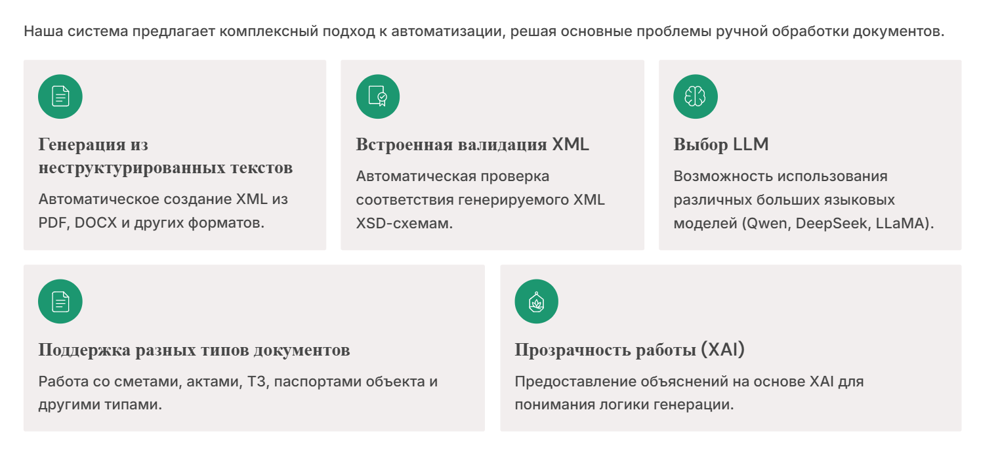 Наша система предлагает комплексный подход к автоматизации, решая основные проблемы ручной обработки документов.
Генерация из
неструктурированных текстов
Автоматическое создание XML из
PDF, DOCX и других форматов.
Встроенная валидация XML
Автоматическая проверка
соответствия генерируемого XML
XSD-схемам.
Выбор LLM
Возможность использования
различных больших языковых
моделей (Qwen, DeepSeek, LLaMA).
Поддержка разных типов документов
Работа со сметами, актами, ТЗ, паспортами объекта и
другими типами.
Прозрачность работы (XAI)
Предоставление объяснений на основе XAI для
понимания логики генерации.